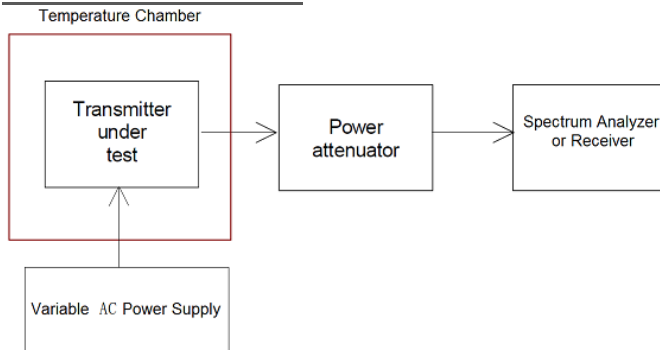 Temperature Chamber
Transmitter
under
test
Power
attenuator
Spectrum Analyzer
or Receiver
Variable AC Power Supply